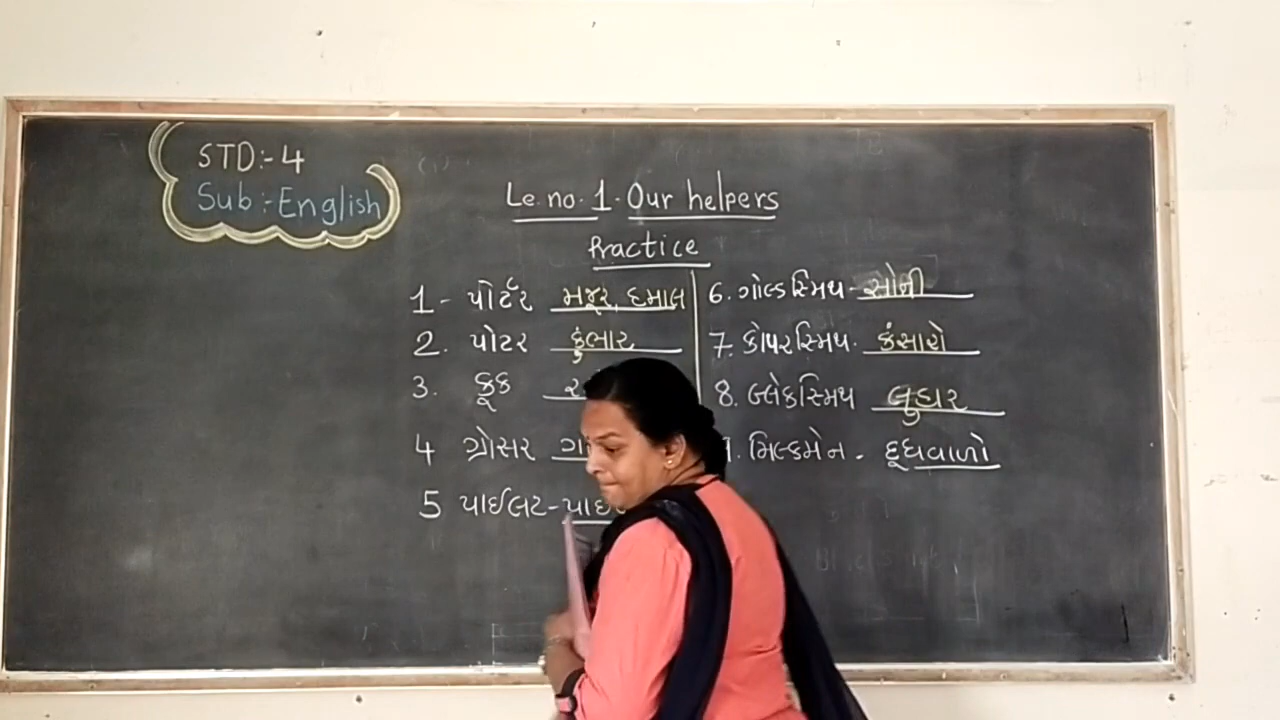 STD:- 4
Sub :- English
Le. no. 1. Our helpers
Practice
1 - પોર્ટર મજૂર, હમાલ
2. પોટર કુંભાર
3. કૂક
4 ગ્રોસર
5 પાઈલટ -
6. ગોલ્ડસ્મિથ - સોની
7. કોપરસ્મિથ. કંસારો
8. બ્લેકસ્મિથ લુહાર
મિલ્કમેન - દૂધવાળો